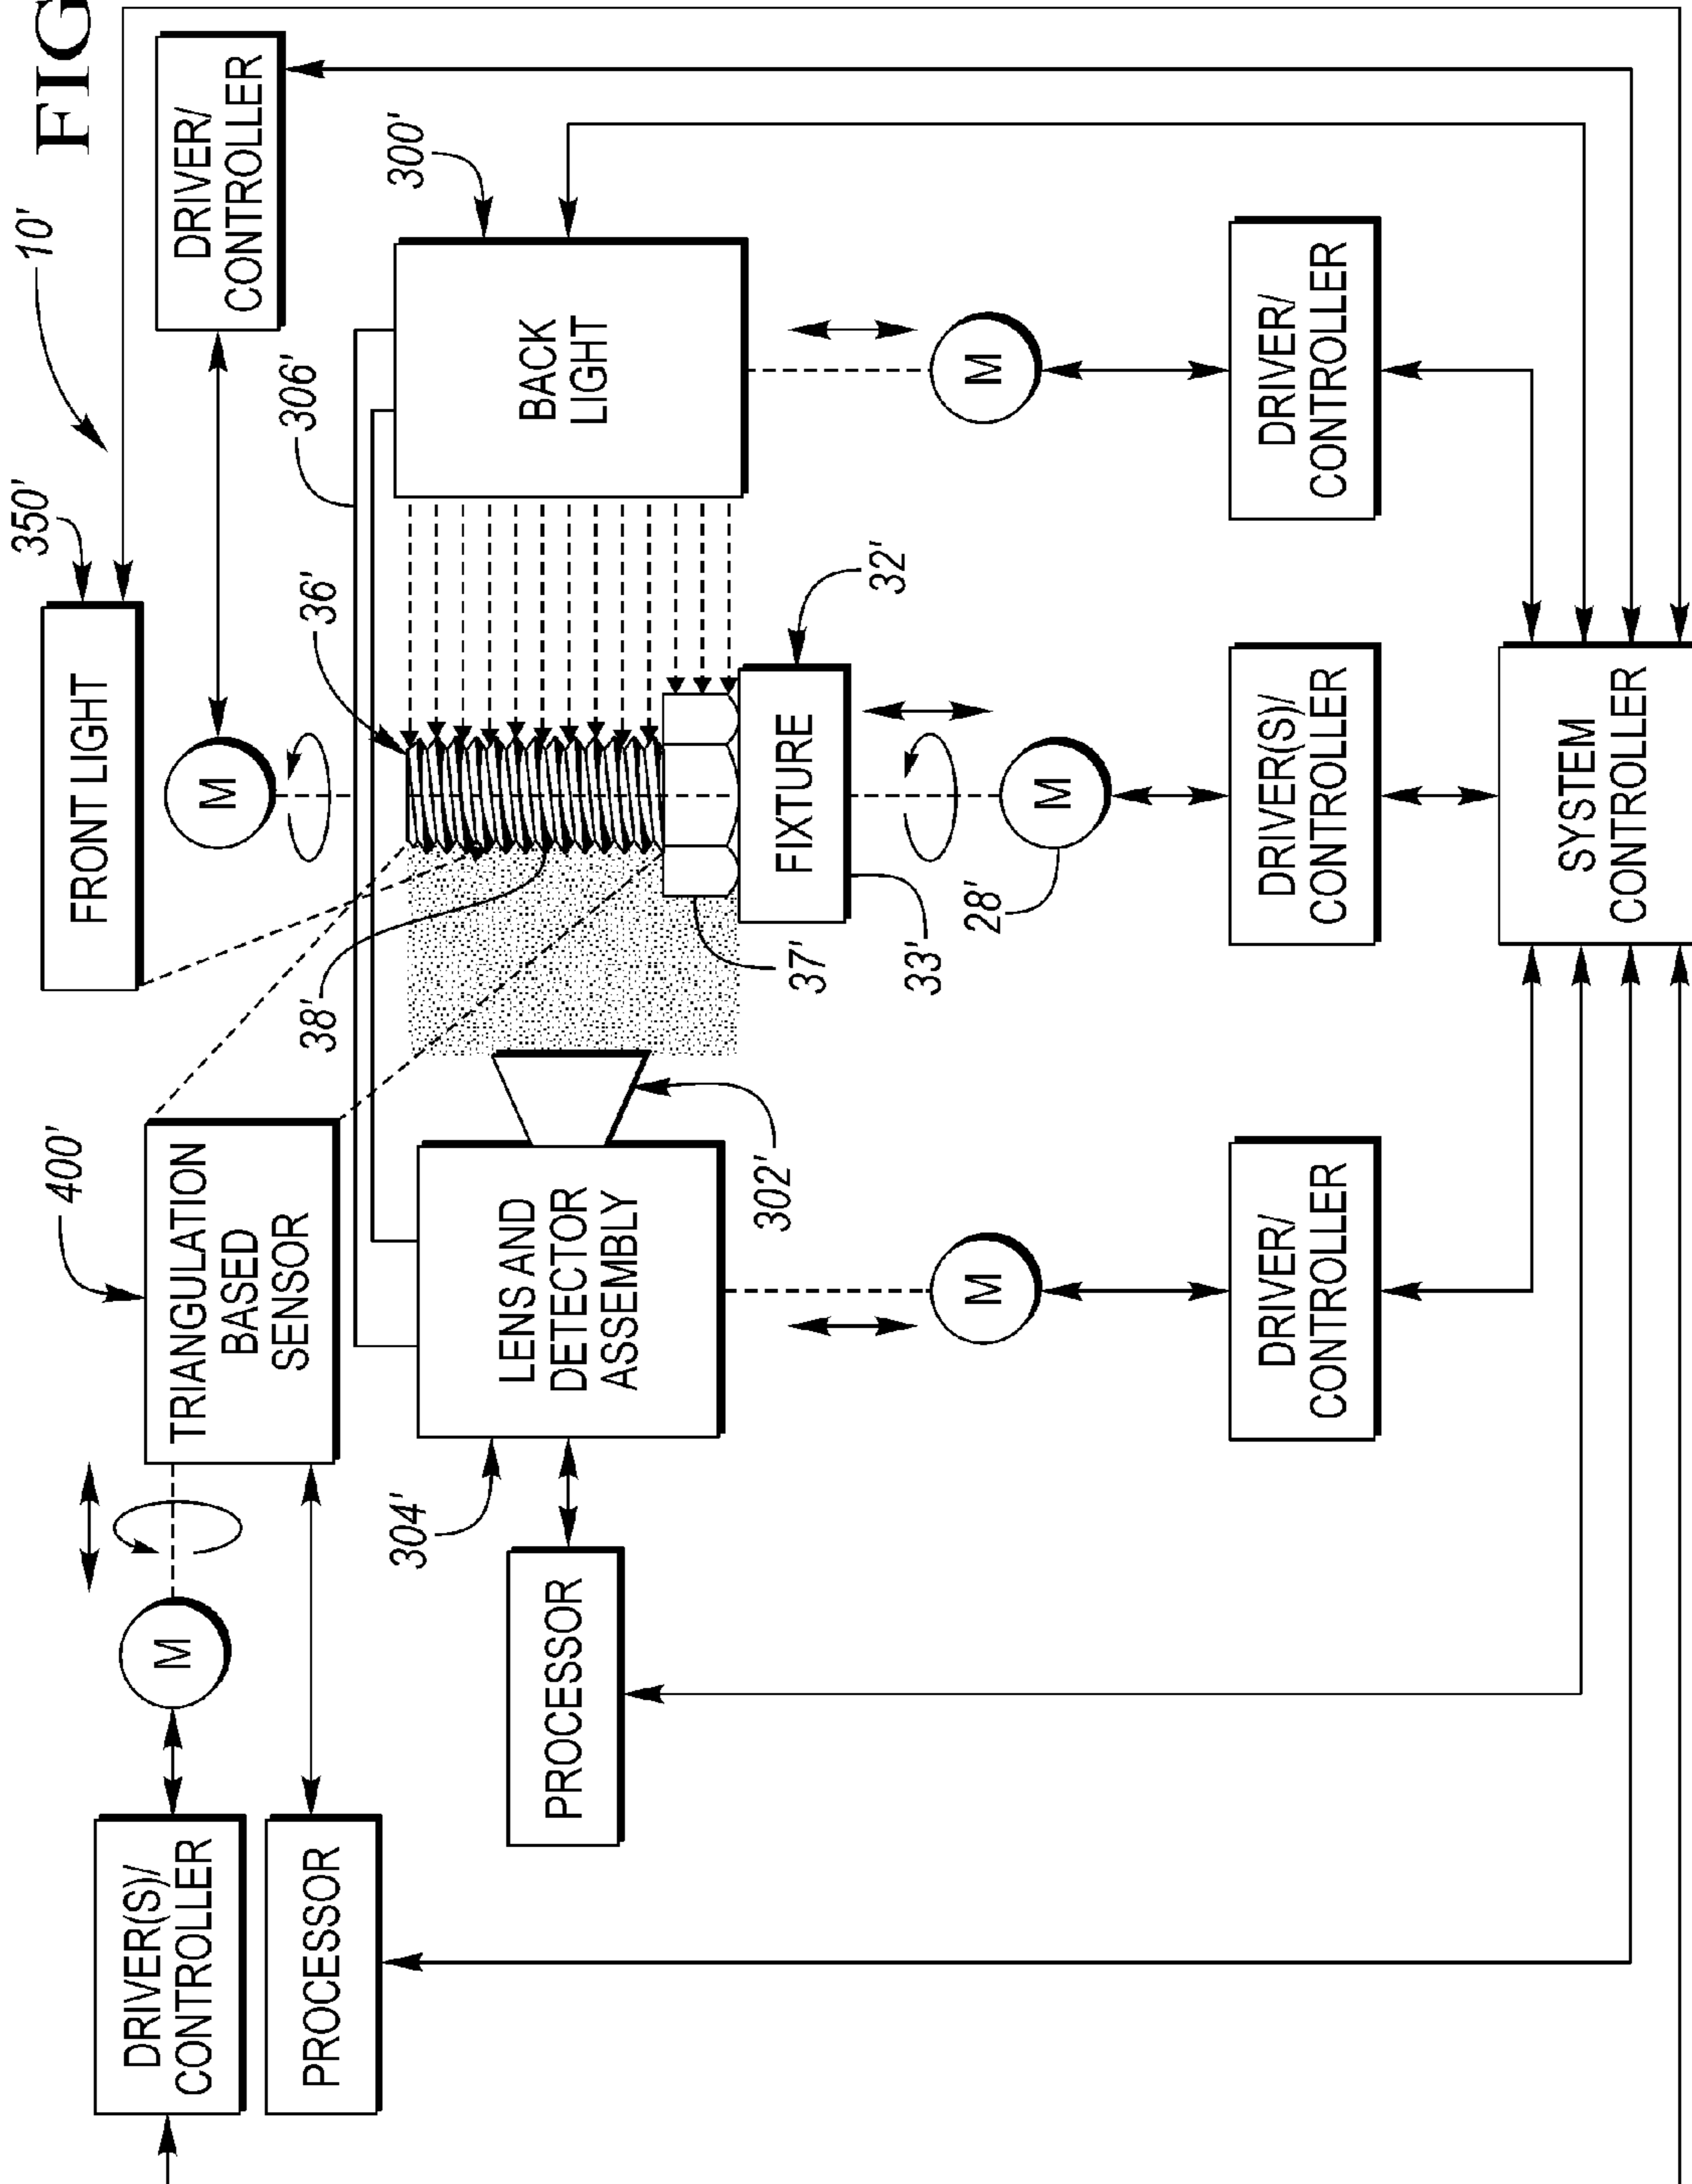 FIG
10'
350'
400'
FRONT LIGHT
DRIVER(S)/
CONTROLLER
M
TRIANGULATION
BASED
SENSOR
M
DRIVER/
CONTROLLER
PROCESSOR
306'
36'
38'
304'
300'
PROCESSOR
LENS AND
DETECTOR
ASSEMBLY
BACK
LIGHT
302'
37'
FIXTURE
32'
33'
28'
M
M
M
DRIVER/
CONTROLLER
DRIVER(S)/
CONTROLLER
DRIVER/
CONTROLLER
SYSTEM
CONTROLLER